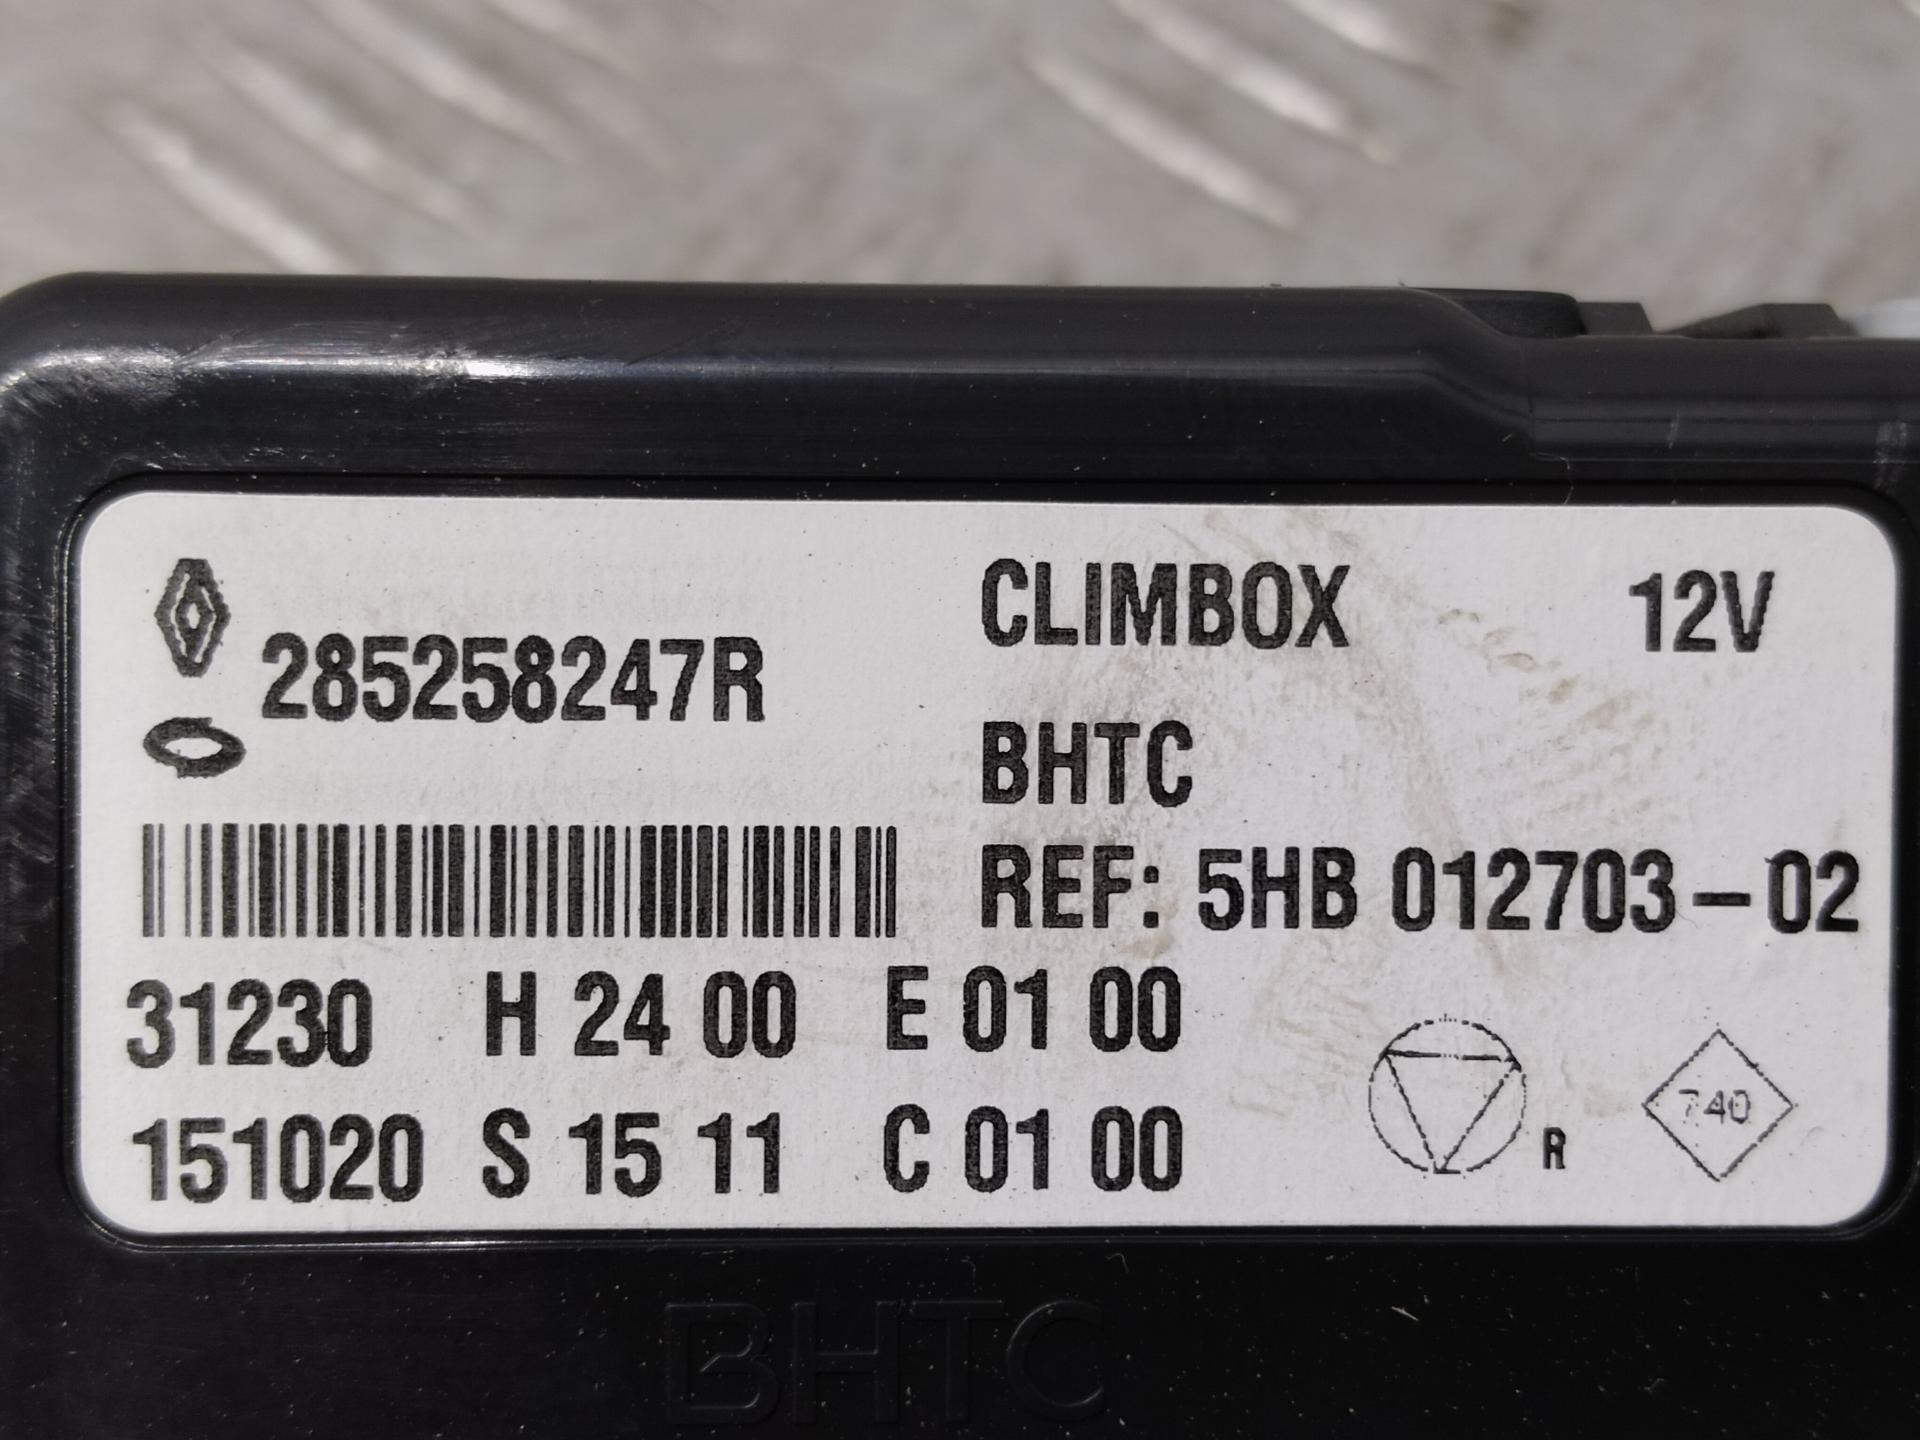 285258247R
CLIMBOX 12V
BHTC
REF: 5HB 012703-02
31230 H 24 00 E 01 00
151020 S 15 11 C 01 00
R
740
BHTC